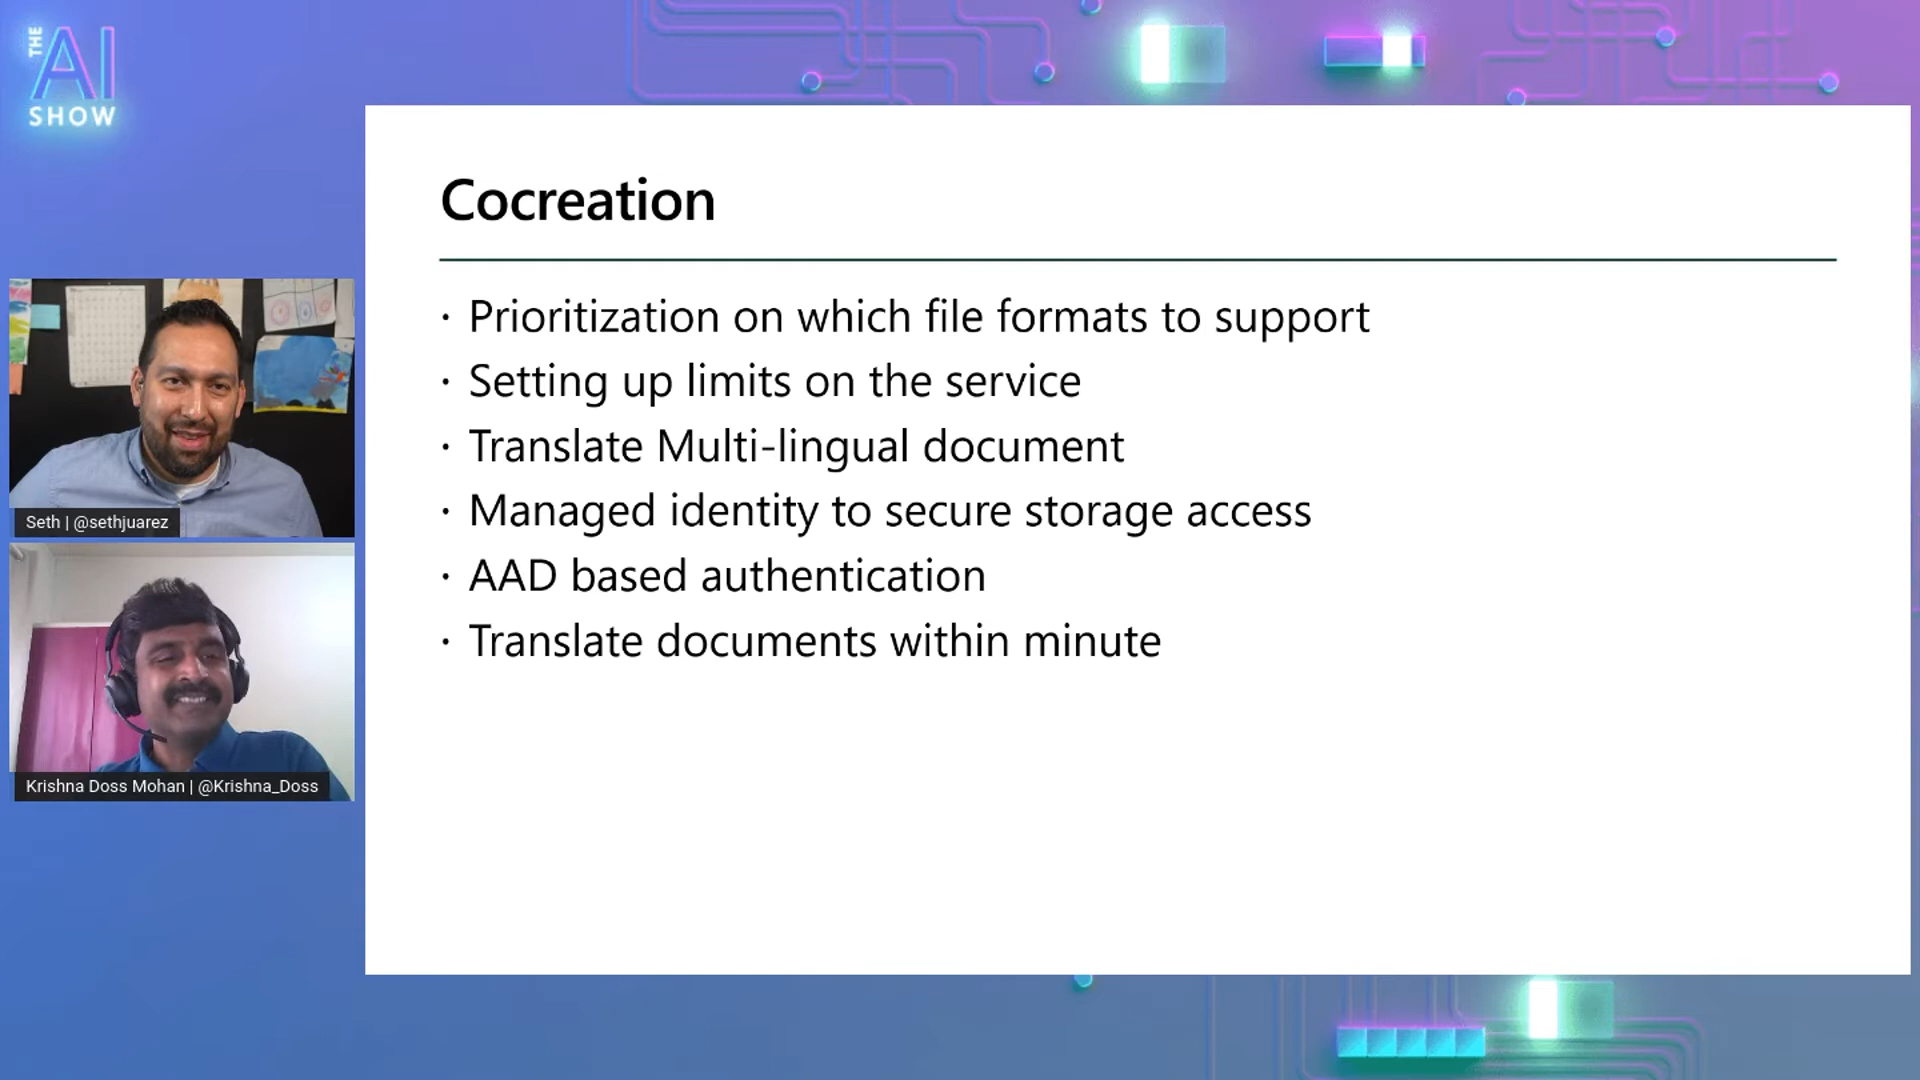 THE
AI
SHOW
Cocreation
· Prioritization on which file formats to support
· Setting up limits on the service
· Translate Multi-lingual document
· Managed identity to secure storage access
· AAD based authentication
· Translate documents within minute
Seth | @sethjuarez
Krishna Doss Mohan | @Krishna_Doss